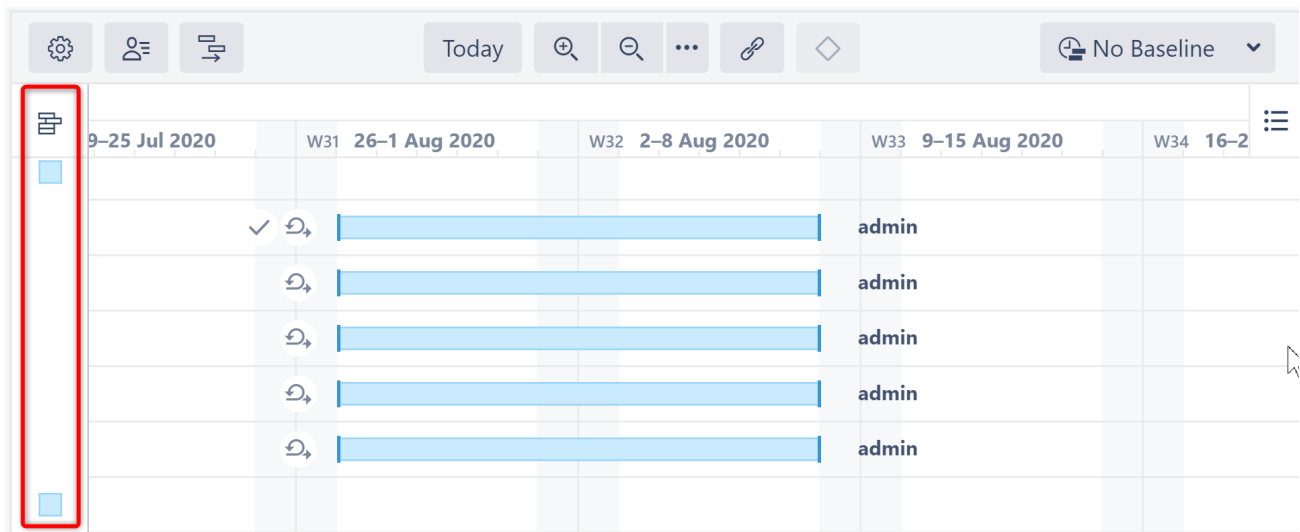 Today
No Baseline
9–25 Jul 2020 W31 26–1 Aug 2020 W32 2–8 Aug 2020 W33 9–15 Aug 2020 W34 16–2
admin
admin
admin
admin
admin